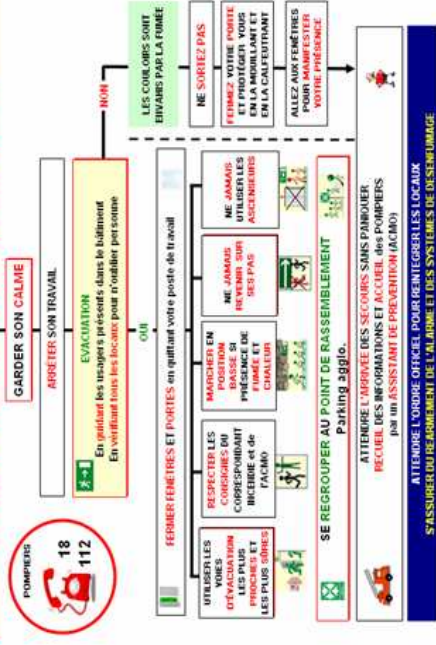 GARDER SON CALME
ARRÊTER SON TRAVAIL
POMPIERS
18
112
EVACUATION
En guidant les usagers présents dans le bâtiment
En vérifiant tous les locaux pour n'oublier personne
NON
LES COULOIRS SONT
ENVAHIS PAR LA FUMÉE
NE SORTEZ PAS
FERMEZ VOTRE PORTE
ET PROTÉGER VOUS
EN LA MOUILLANT ET
EN LA CALFEUTRANT
ALLEZ AUX FENÊTRES
POUR MANIFESTER
VOTRE PRÉSENCE
OUI
FERMER FENÊTRES ET PORTES en quittant votre poste de travail
UTILISER LES
VOIES
D'ÉVACUATION
LES PLUS
PROCHES ET
LES PLUS SÛRES
RESPECTER LES
CONSIGNES DU
CORRESPONDANT
INCENDIE et de
l'ACMO
MARCHER EN
POSITION
BASSE SI
PRÉSENCE DE
FUMÉE ET
CHALEUR
NE JAMAIS
REVENIR SUR
SES PAS
NE JAMAIS
UTILISER LES
ASCENSEURS
SE REGROUPER AU POINT DE RASSEMBLEMENT
Parking agglo.
ATTENDRE L'ARRIVÉE DES SECOURS SANS PANIQUER
RECUEIL DES INFORMATIONS ET ACCUEIL des POMPIERS
par un ASSISTANT DE PREVENTION (ACMO)
ATTENDRE L'ORDRE OFFICIEL POUR REINTEGRER LES LOCAUX
S'ASSURER DU REARMEMENT DE L'ALARME ET DES SYSTEMES DE DESENFUMAGE